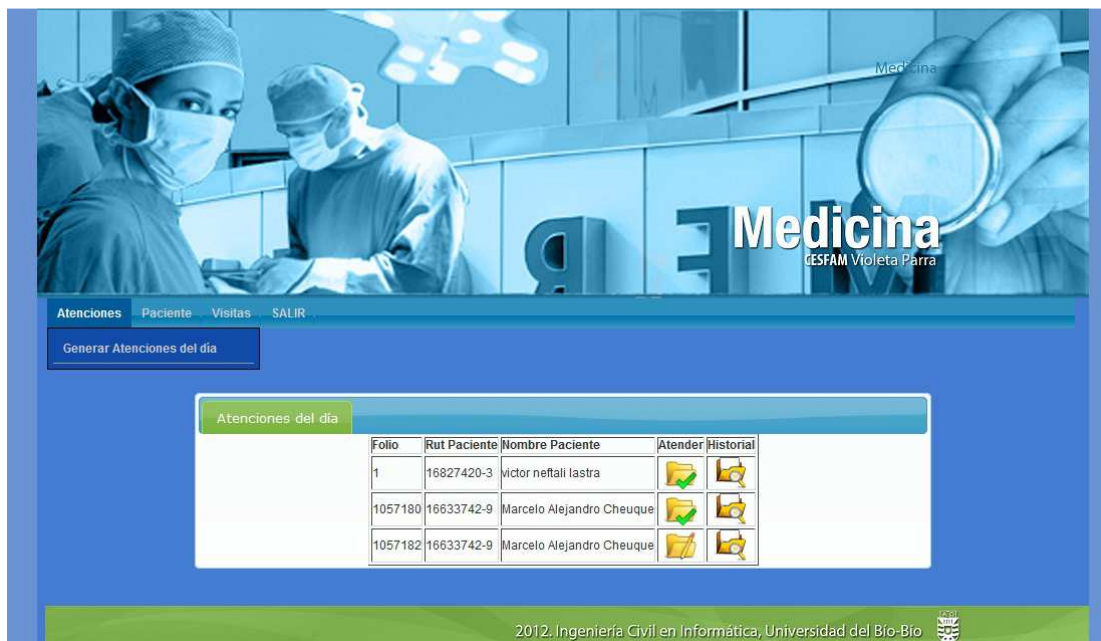 Medicina
Medicina
CESFAM Violeta Parra
Atenciones Paciente Visitas SALIR
Generar Atenciones del día
Atenciones del día
Folio Rut Paciente Nombre Paciente Atender Historial
1 16827420-3 victor neftali lastra
1057180 16633742-9 Marcelo Alejandro Cheuque
1057182 16633742-9 Marcelo Alejandro Cheuque
2012. Ingeniería Civil en Informática, Universidad del Bío-Bío